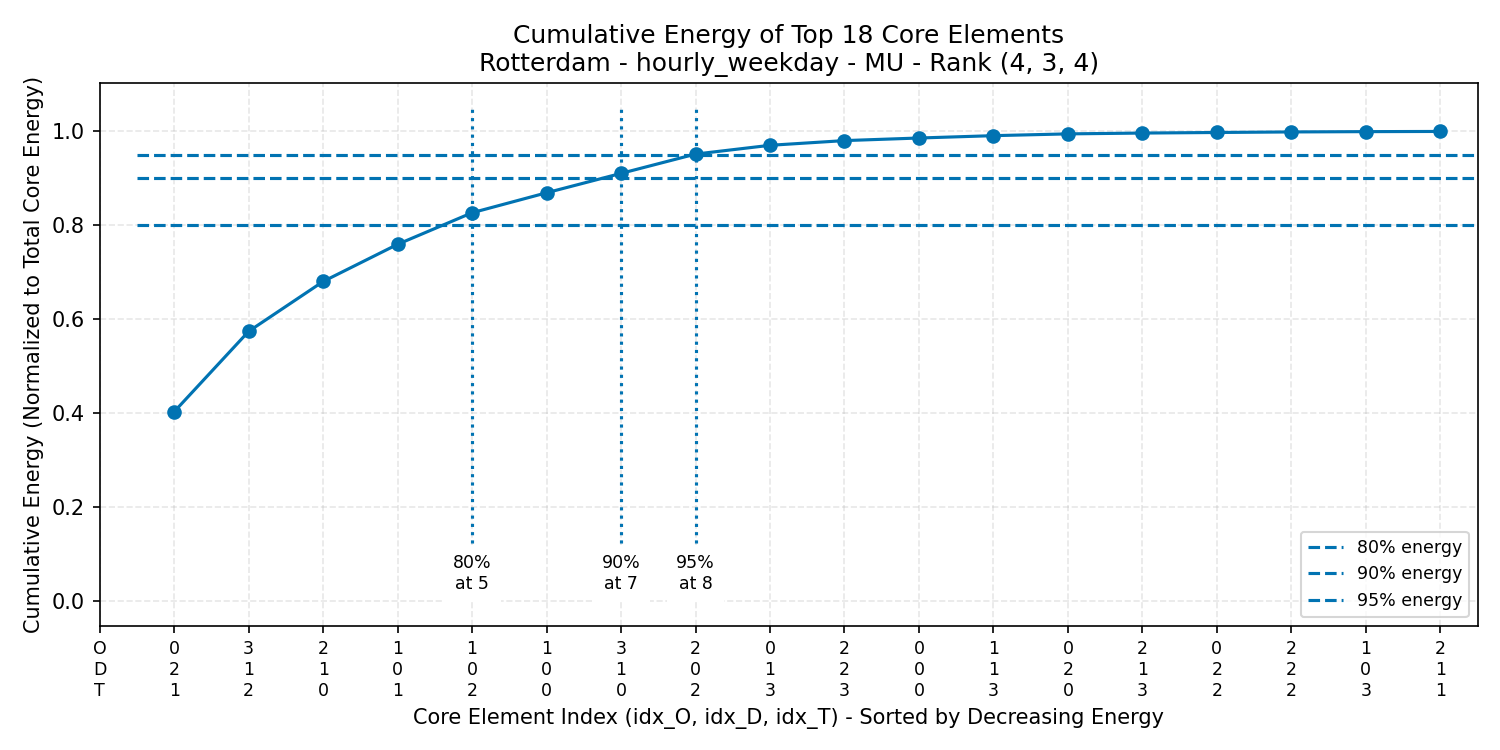 Cumulative Energy of Top 18 Core Elements
Rotterdam - hourly_weekday - MU - Rank (4, 3, 4)
Cumulative Energy (Normalized to Total Core Energy)
1.0
0.8
0.6
0.4
0.2
0.0
80%
at 5
90%
at 7
95%
at 8
80% energy
90% energy
95% energy
O 0 3 2 1 1 1 3 2 0 2 0 1 0 2 0 2 1 2
D 2 1 1 0 0 0 1 0 1 2 0 1 2 1 2 2 0 1
T 1 2 0 1 2 0 0 2 3 3 0 3 0 3 2 2 3 1
Core Element Index (idx_O, idx_D, idx_T) - Sorted by Decreasing Energy